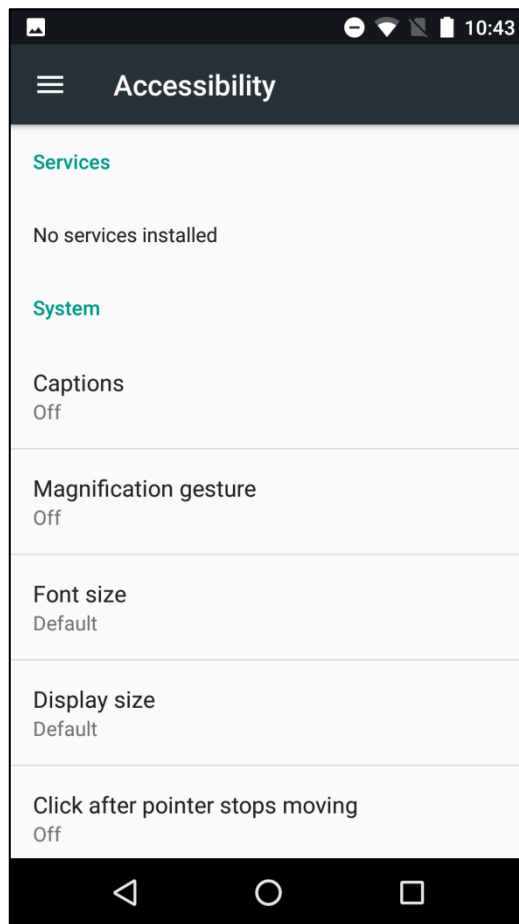 10:43
Accessibility
Services
No services installed
System
Captions
Off
Magnification gesture
Off
Font size
Default
Display size
Default
Click after pointer stops moving
Off